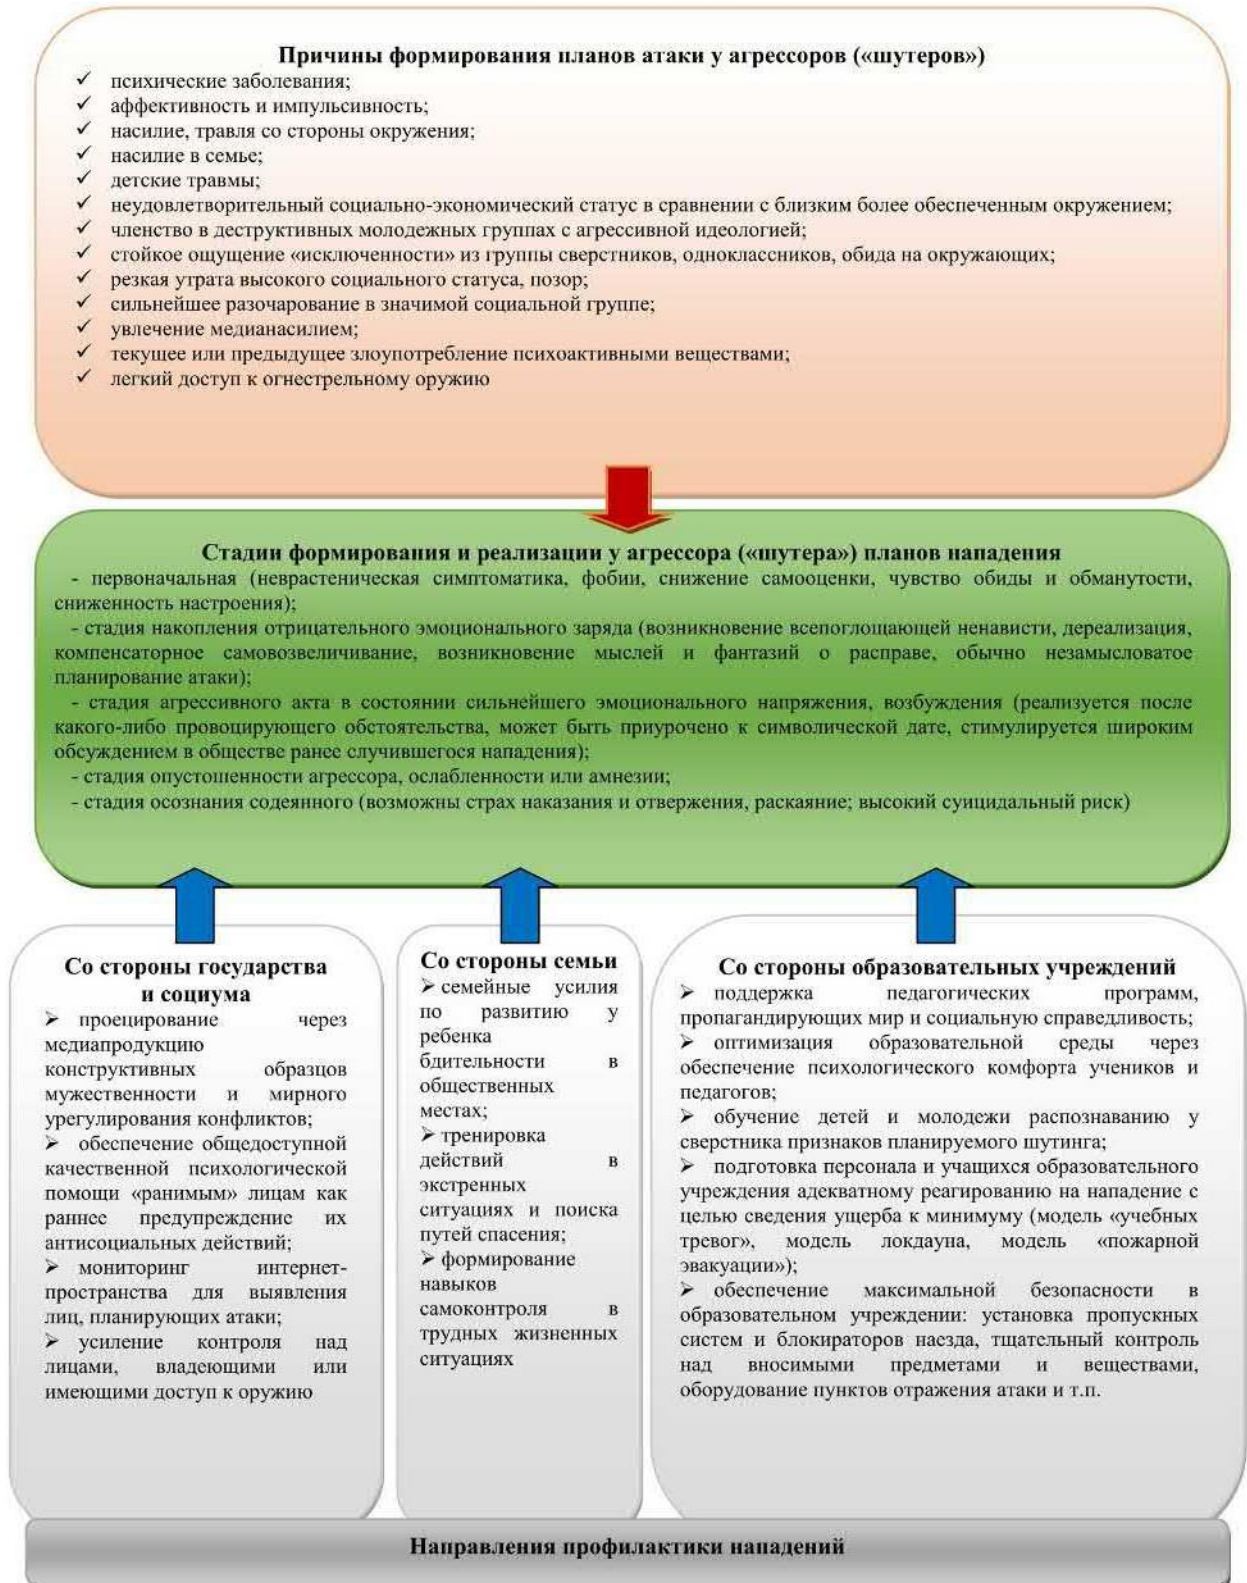 Причины формирования планов атаки у агрессоров («шутеров»)
✓ психические заболевания;
✓ аффективность и импульсивность;
✓ насилие, травля со стороны окружения;
✓ насилие в семье;
✓ детские травмы;
✓ неудовлетворительный социально-экономический статус в сравнении с близким более обеспеченным окружением;
✓ членство в деструктивных молодежных группах с агрессивной идеологией;
✓ стойкое ощущение «исключенности» из группы сверстников, одноклассников, обида на окружающих;
✓ резкая утрата высокого социального статуса, позор;
✓ сильнейшее разочарование в значимой социальной группе;
✓ увлечение медианасилием;
✓ текущее или предыдущее злоупотребление психоактивными веществами;
✓ легкий доступ к огнестрельному оружию
Стадии формирования и реализации у агрессора («шутера») планов нападения
- первоначальная (неврастеническая симптоматика, фобии, снижение самооценки, чувство обиды и обманутости,
сниженность настроения);
- стадия накопления отрицательного эмоционального заряда (возникновение всепоглощающей ненависти, дереализация,
компенсаторное самовозвеличивание, возникновение мыслей и фантазий о расправе, обычно незамысловатое
планирование атаки);
- стадия агрессивного акта в состоянии сильнейшего эмоционального напряжения, возбуждения (реализуется после
какого-либо провоцирующего обстоятельства, может быть приурочено к символической дате, стимулируется широким
обсуждением в обществе ранее случившегося нападения);
- стадия опустошенности агрессора, ослабленности или амнезии;
- стадия осознания содеянного (возможны страх наказания и отвержения, раскаяние; высокий суицидальный риск)
Со стороны государства
и социума
➢ проецирование через
медиапродукцию
конструктивных образцов
мужественности и мирного
урегулирования конфликтов;
➢ обеспечение общедоступной
качественной психологической
помощи «ранимым» лицам как
раннее предупреждение их
антисоциальных действий;
➢ мониторинг интернет-
пространства для выявления
лиц, планирующих атаки;
➢ усиление контроля над
лицами, владеющими или
имеющими доступ к оружию
Со стороны семьи
➢ семейные усилия
по развитию у
ребенка
бдительности в
общественных
местах;
➢ тренировка
действий в
экстренных
ситуациях и поиска
путей спасения;
➢ формирование
навыков
самоконтроля в
трудных жизненных
ситуациях
Со стороны образовательных учреждений
➢ поддержка педагогических программ,
пропагандирующих мир и социальную справедливость;
➢ оптимизация образовательной среды через
обеспечение психологического комфорта учеников и
педагогов;
➢ обучение детей и молодежи распознаванию у
сверстника признаков планируемого шутинга;
➢ подготовка персонала и учащихся образовательного
учреждения адекватному реагированию на нападение с
целью сведения ущерба к минимуму (модель «учебных
тревог», модель локдауна, модель «пожарной
эвакуации»);
➢ обеспечение максимальной безопасности в
образовательном учреждении: установка пропускных
систем и блокираторов наезда, тщательный контроль
над вносимыми предметами и веществами,
оборудование пунктов отражения атаки и т.п.
Направления профилактики нападений